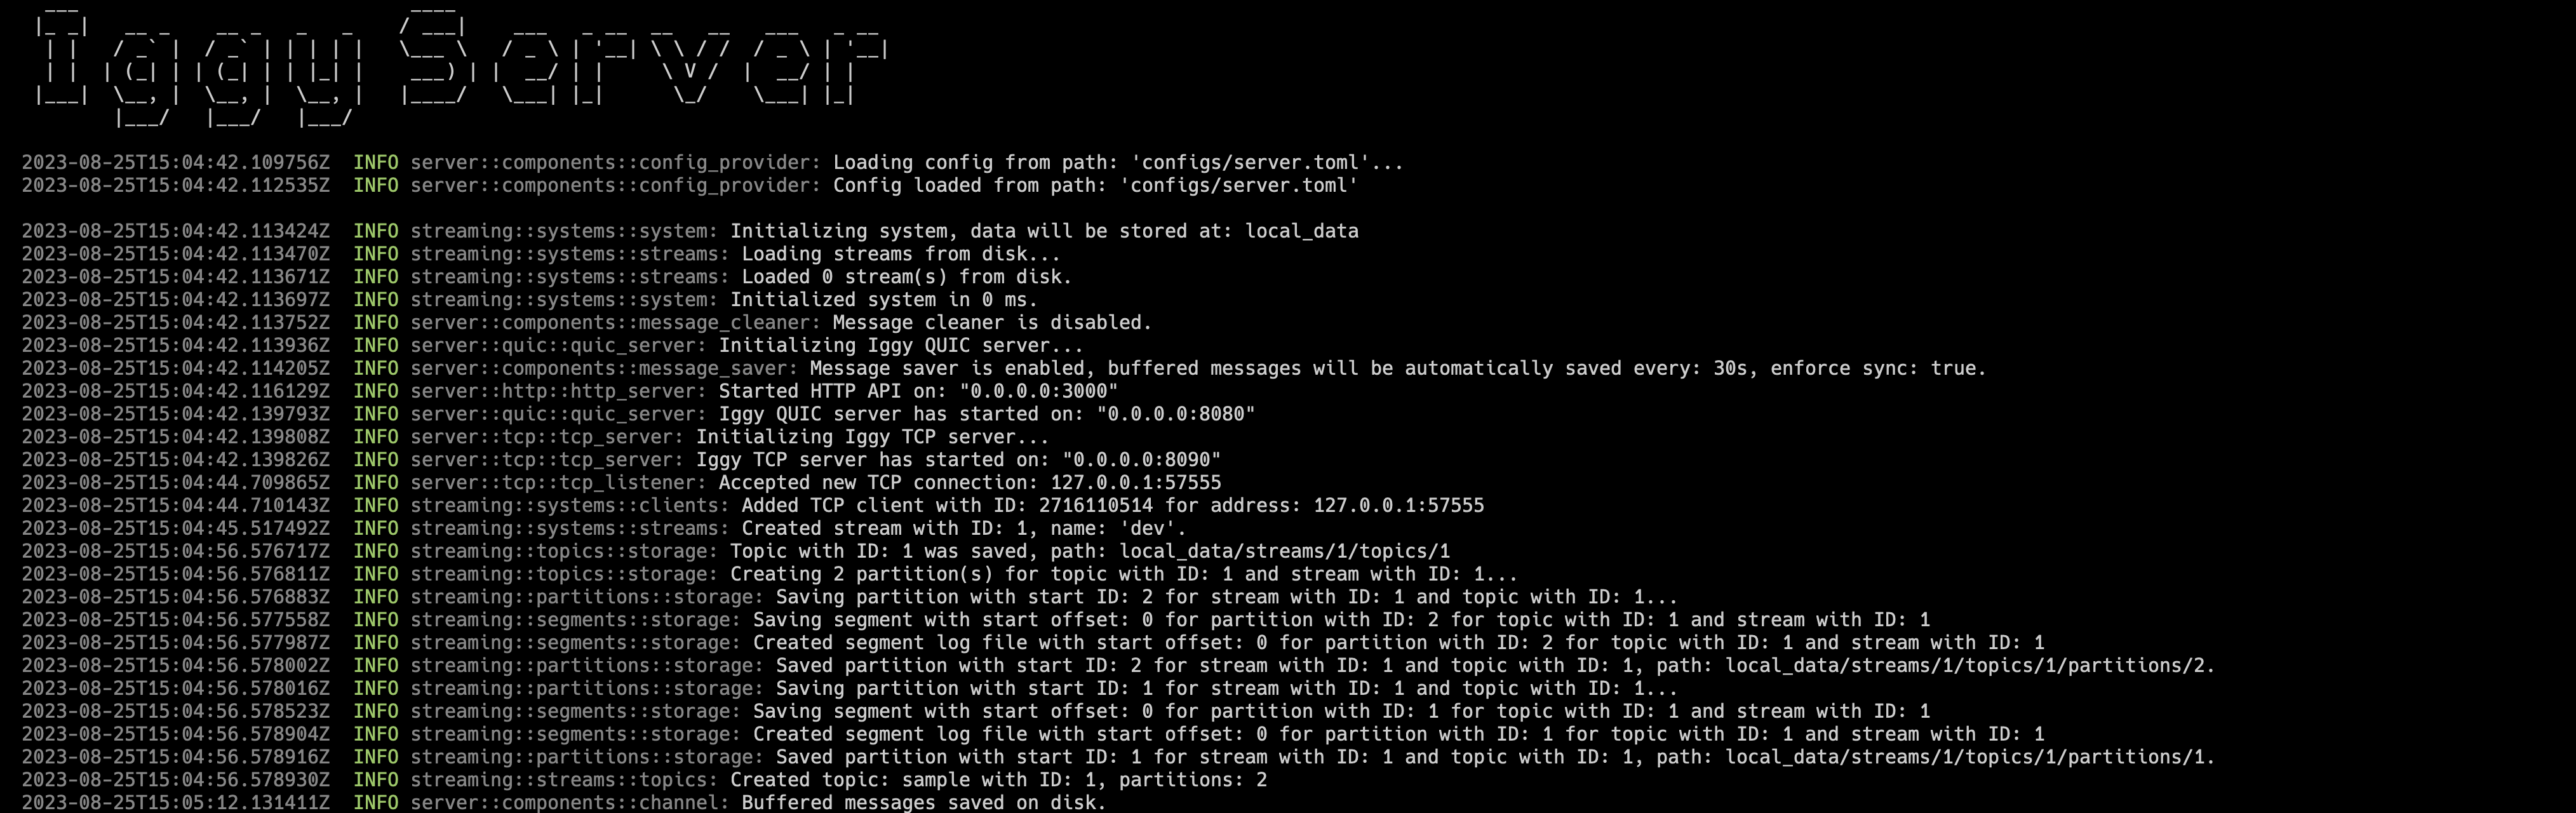 Iggy Server
2023-08-25T15:04:42.109756Z  INFO server::components::config_provider: Loading config from path: 'configs/server.toml'...
2023-08-25T15:04:42.112535Z  INFO server::components::config_provider: Config loaded from path: 'configs/server.toml'
2023-08-25T15:04:42.113424Z  INFO streaming::systems::system: Initializing system, data will be stored at: local_data
2023-08-25T15:04:42.113470Z  INFO streaming::systems::streams: Loading streams from disk...
2023-08-25T15:04:42.113671Z  INFO streaming::systems::streams: Loaded 0 stream(s) from disk.
2023-08-25T15:04:42.113697Z  INFO streaming::systems::system: Initialized system in 0 ms.
2023-08-25T15:04:42.113752Z  INFO server::components::message_cleaner: Message cleaner is disabled.
2023-08-25T15:04:42.113936Z  INFO server::quic::quic_server: Initializing Iggy QUIC server...
2023-08-25T15:04:42.114205Z  INFO server::components::message_saver: Message saver is enabled, buffered messages will be automatically saved every: 30s, enforce sync: true.
2023-08-25T15:04:42.116129Z  INFO server::http::http_server: Started HTTP API on: "0.0.0.0:3000"
2023-08-25T15:04:42.139793Z  INFO server::quic::quic_server: Iggy QUIC server has started on: "0.0.0.0:8080"
2023-08-25T15:04:42.139808Z  INFO server::tcp::tcp_server: Initializing Iggy TCP server...
2023-08-25T15:04:42.139826Z  INFO server::tcp::tcp_server: Iggy TCP server has started on: "0.0.0.0:8090"
2023-08-25T15:04:44.709865Z  INFO server::tcp::tcp_listener: Accepted new TCP connection: 127.0.0.1:57555
2023-08-25T15:04:44.710143Z  INFO streaming::systems::clients: Added TCP client with ID: 2716110514 for address: 127.0.0.1:57555
2023-08-25T15:04:45.517492Z  INFO streaming::systems::streams: Created stream with ID: 1, name: 'dev'.
2023-08-25T15:04:56.576717Z  INFO streaming::topics::storage: Topic with ID: 1 was saved, path: local_data/streams/1/topics/1
2023-08-25T15:04:56.576811Z  INFO streaming::topics::storage: Creating 2 partition(s) for topic with ID: 1 and stream with ID: 1...
2023-08-25T15:04:56.576883Z  INFO streaming::partitions::storage: Saving partition with start ID: 2 for stream with ID: 1 and topic with ID: 1...
2023-08-25T15:04:56.577558Z  INFO streaming::segments::storage: Saving segment with start offset: 0 for partition with ID: 2 for topic with ID: 1 and stream with ID: 1
2023-08-25T15:04:56.577987Z  INFO streaming::segments::storage: Created segment log file with start offset: 0 for partition with ID: 2 for topic with ID: 1 and stream with ID: 1
2023-08-25T15:04:56.578002Z  INFO streaming::partitions::storage: Saved partition with start ID: 2 for stream with ID: 1 and topic with ID: 1, path: local_data/streams/1/topics/1/partitions/2.
2023-08-25T15:04:56.578016Z  INFO streaming::partitions::storage: Saving partition with start ID: 1 for stream with ID: 1 and topic with ID: 1...
2023-08-25T15:04:56.578523Z  INFO streaming::segments::storage: Saving segment with start offset: 0 for partition with ID: 1 for topic with ID: 1 and stream with ID: 1
2023-08-25T15:04:56.578904Z  INFO streaming::segments::storage: Created segment log file with start offset: 0 for partition with ID: 1 for topic with ID: 1 and stream with ID: 1
2023-08-25T15:04:56.578916Z  INFO streaming::partitions::storage: Saved partition with start ID: 1 for stream with ID: 1 and topic with ID: 1, path: local_data/streams/1/topics/1/partitions/1.
2023-08-25T15:04:56.578930Z  INFO streaming::streams::topics: Created topic: sample with ID: 1, partitions: 2
2023-08-25T15:05:12.131411Z  INFO server::components::channel: Buffered messages saved on disk.